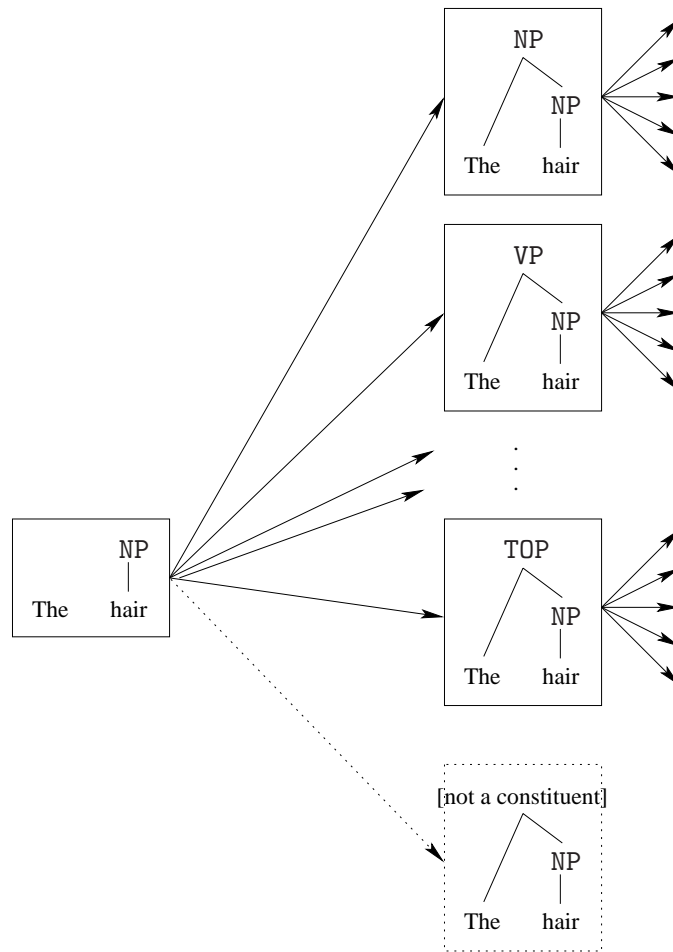 NP
NP
The hair
VP
NP
The hair
NP
The hair
TOP
NP
The hair
[not a constituent]
NP
The hair